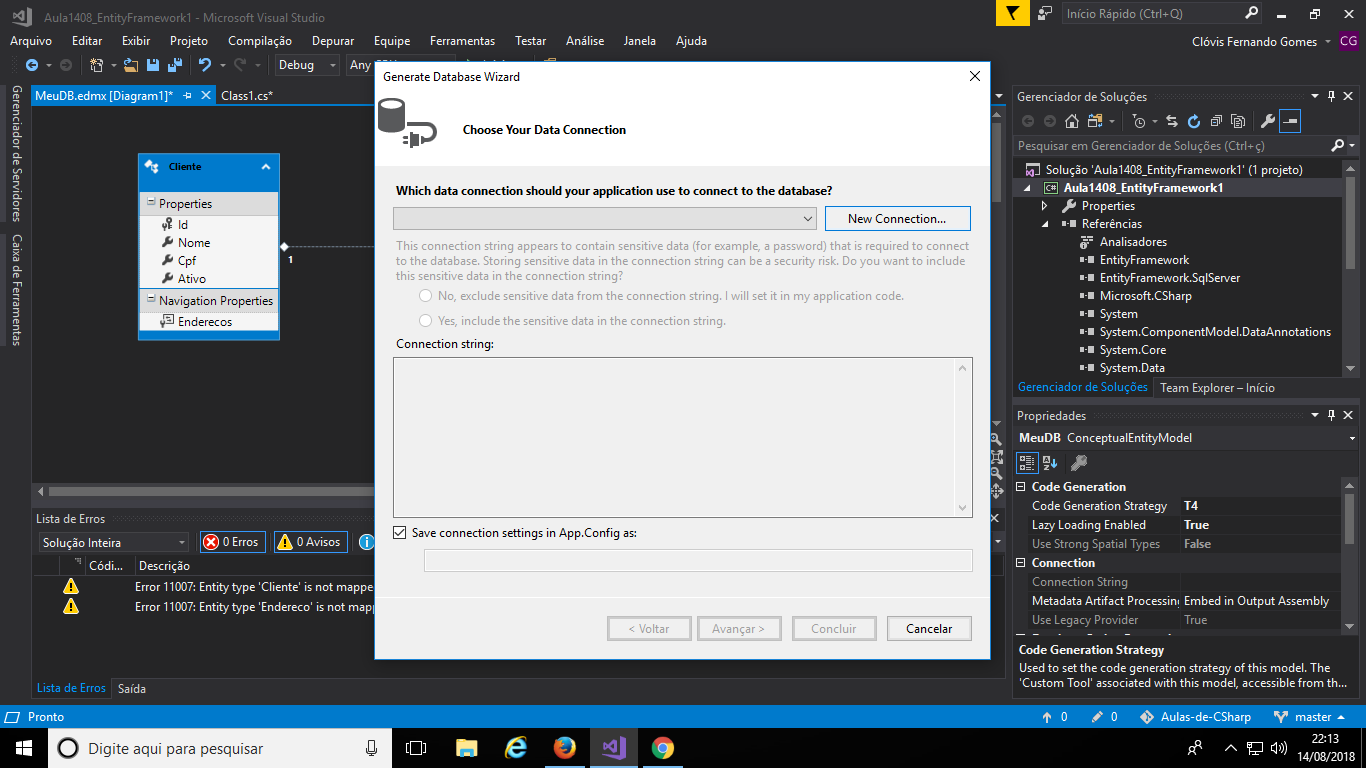 Aula1408_EntityFramework1 - Microsoft Visual Studio
Início Rápido (Ctrl+Q)
Arquivo Editar Exibir Projeto Compilação Depurar Equipe Ferramentas Testar Análise Janela Ajuda
Clóvis Fernando Gomes CG
Debug Any
Gerenciador de Servidores
Caixa de Ferramentas
MeuDB.edmx [Diagram1]* Class1.cs*
Cliente
Properties
Id
Nome
Cpf
Ativo
Navigation Properties
Enderecos
1
Generate Database Wizard
Choose Your Data Connection
Which data connection should your application use to connect to the database?
New Connection...
This connection string appears to contain sensitive data (for example, a password) that is required to connect
to the database. Storing sensitive data in the connection string can be a security risk. Do you want to include
this sensitive data in the connection string?
No, exclude sensitive data from the connection string. I will set it in my application code.
Yes, include the sensitive data in the connection string.
Connection string:
Save connection settings in App.Config as:
< Voltar Avançar > Concluir Cancelar
Lista de Erros
Solução Inteira 0 Erros 0 Avisos
Códi... Descrição
Error 11007: Entity type 'Cliente' is not mappe
Error 11007: Entity type 'Endereco' is not mapp
Lista de Erros Saída
Gerenciador de Soluções
Pesquisar em Gerenciador de Soluções (Ctrl+ç)
Solução 'Aula1408_EntityFramework1' (1 projeto)
C# Aula1408_EntityFramework1
Properties
Referências
Analisadores
EntityFramework
EntityFramework.SqlServer
Microsoft.CSharp
System
System.ComponentModel.DataAnnotations
System.Core
System.Data
Gerenciador de Soluções Team Explorer – Início
Propriedades
MeuDB ConceptualEntityModel
Code Generation
Code Generation Strategy T4
Lazy Loading Enabled True
Use Strong Spatial Types False
Connection
Connection String
Metadata Artifact Processing Embed in Output Assembly
Use Legacy Provider True
Code Generation Strategy
Used to set the code generation strategy of this model. The
'Custom Tool' associated with this model, accessible from th...
Pronto 0 0 Aulas-de-CSharp master
Digite aqui para pesquisar
22:13
14/08/2018